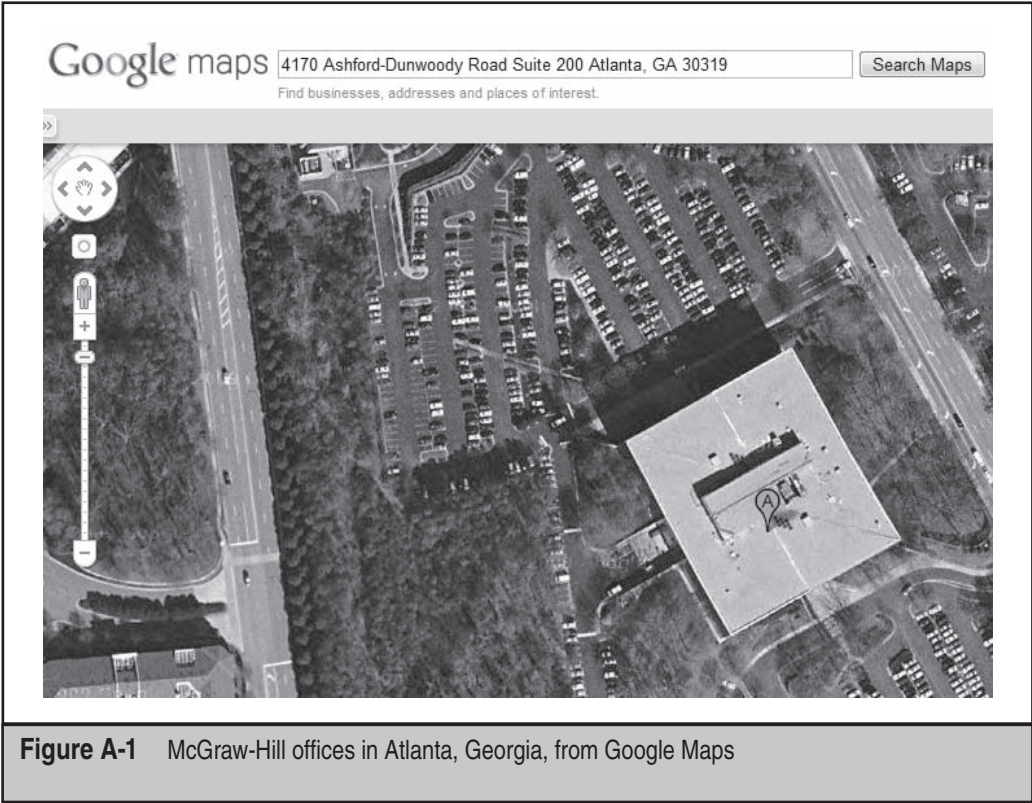 Google maps
4170 Ashford-Dunwoody Road Suite 200 Atlanta, GA 30319
Search Maps
Find businesses, addresses and places of interest.
»
+
A
−
Figure A-1 McGraw-Hill offices in Atlanta, Georgia, from Google Maps